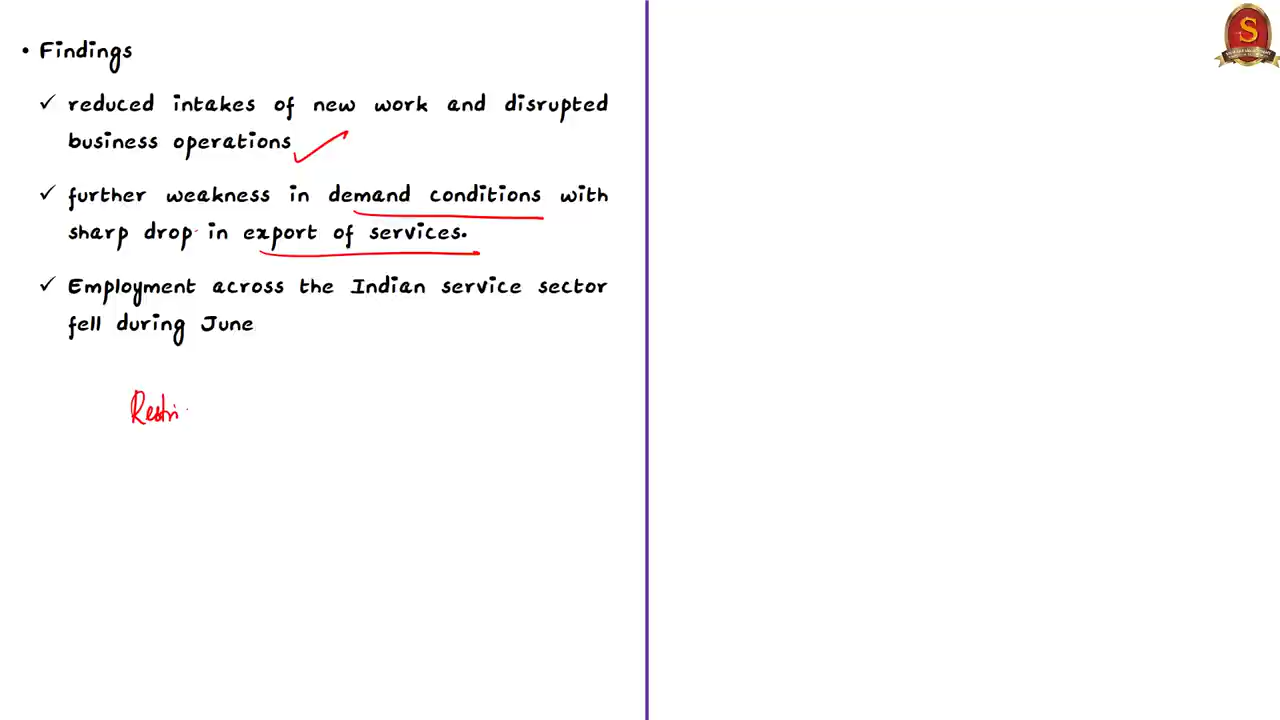 • Findings
✓ reduced intakes of new work and disrupted
business operations
✓ further weakness in demand conditions with
sharp drop in export of services.
✓ Employment across the Indian service sector
fell during June
Restri
S